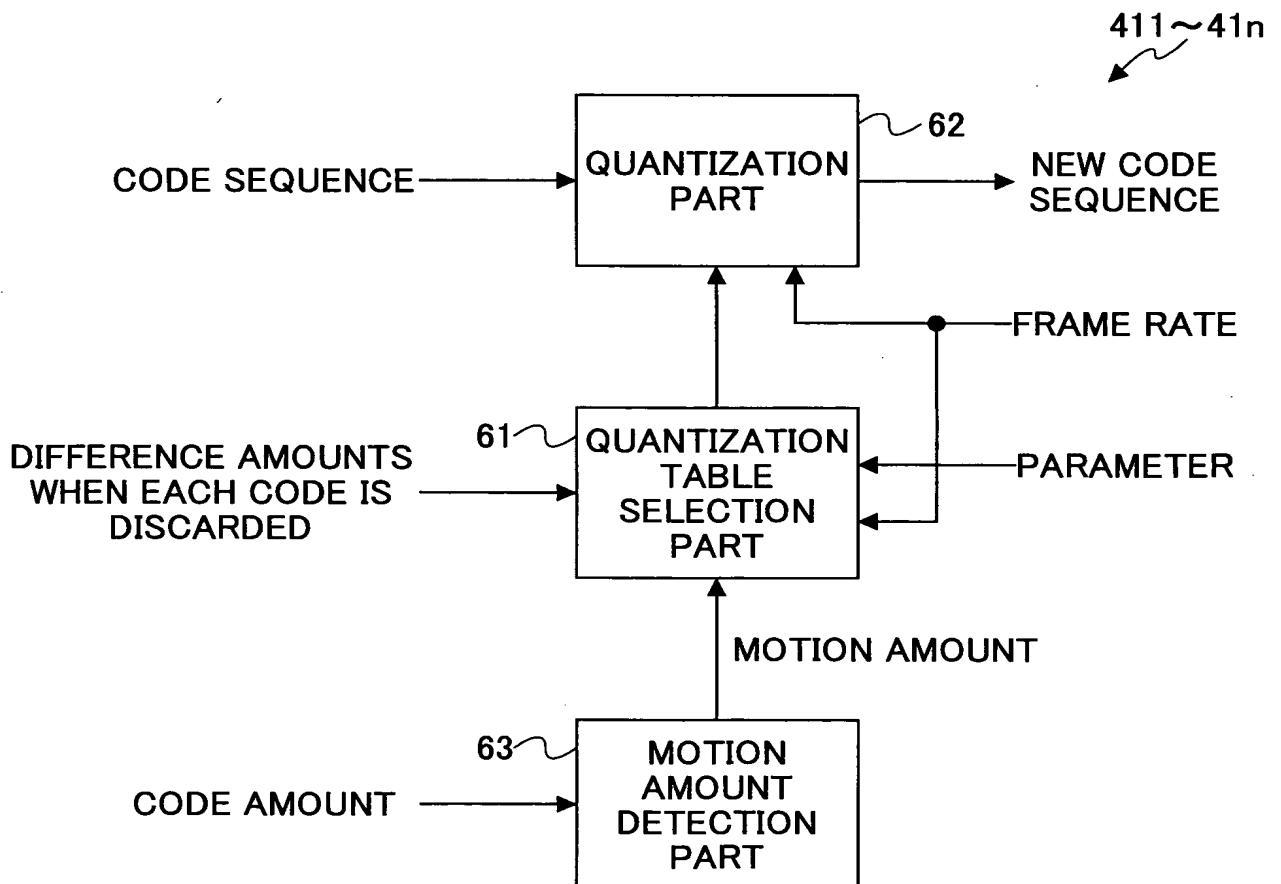 411～41n
62
QUANTIZATION
PART
CODE SEQUENCE
NEW CODE
SEQUENCE
FRAME RATE
61
QUANTIZATION
TABLE
SELECTION
PART
DIFFERENCE AMOUNTS
WHEN EACH CODE IS
DISCARDED
PARAMETER
MOTION AMOUNT
63
MOTION
AMOUNT
DETECTION
PART
CODE AMOUNT